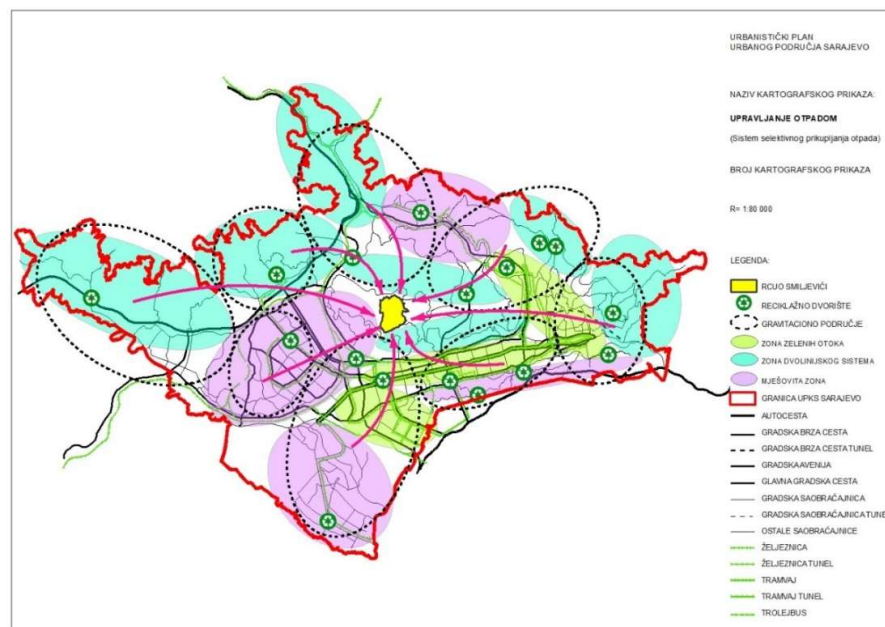 URBANISTIČKI PLAN
URBANOG PODRUČJA SARAJEVO
NAZIV KARTOGRAFSKOG PRIKAZA:
UPRAVLJANJE OTPADOM
(Sistem selektivnog prikupljanja otpada)
BROJ KARTOGRAFSKOG PRIKAZA
R= 1:80 000
LEGENDA:
RCUO SMILJEVIĆI
RECIKLAŽNO DVORIŠTE
GRAVITACIONO PODRUČJE
ZONA ZELENIH OTOKA
ZONA DVOLINIJSKOG SISTEMA
MJEŠOVITA ZONA
GRANICA UPKS SARAJEVO
AUTOCESTA
GRADSKA BRZA CESTA
GRADSKA BRZA CESTA TUNEL
GRADSKA AVENIJA
GLAVNA GRADSKA CESTA
GRADSKA SAOBRAĆAJNICA
GRADSKA SAOBRAĆAJNICA TUNE
OSTALE SAOBRAĆAJNICE
ŽELJEZNICA
ŽELJEZNICA TUNEL
TRAMVAJ
TRAMVAJ TUNEL
TROLEJBUS